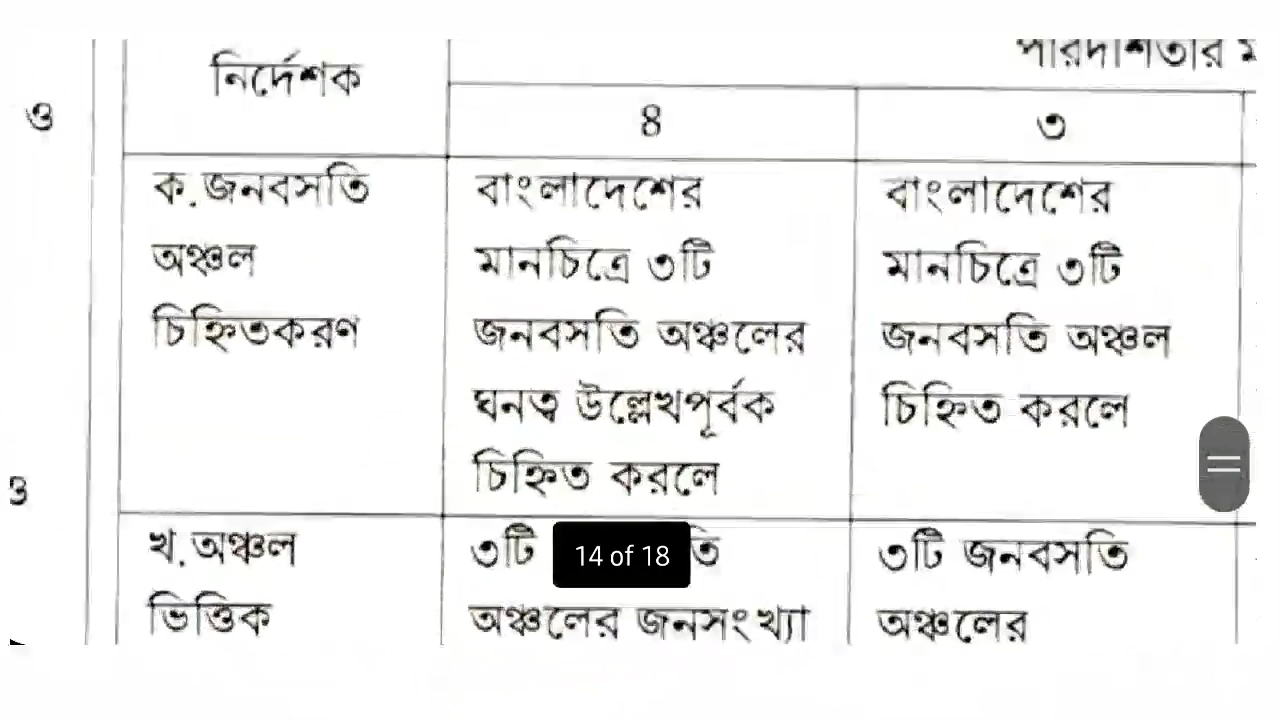 নির্দেশক
পারদর্শিতার
ও
৪
৩
ক.জনবসতি
অঞ্চল
চিহ্নিতকরণ
বাংলাদেশের
মানচিত্রে ৩টি
জনবসতি অঞ্চলের
ঘনত্ব উল্লেখপূর্বক
চিহ্নিত করলে
বাংলাদেশের
মানচিত্রে ৩টি
জনবসতি অঞ্চল
চিহ্নিত করলে
খ.অঞ্চল
ভিত্তিক
৩টি
অঞ্চলের জনসংখ্যা
৩টি জনবসতি
অঞ্চলের
14 of 18